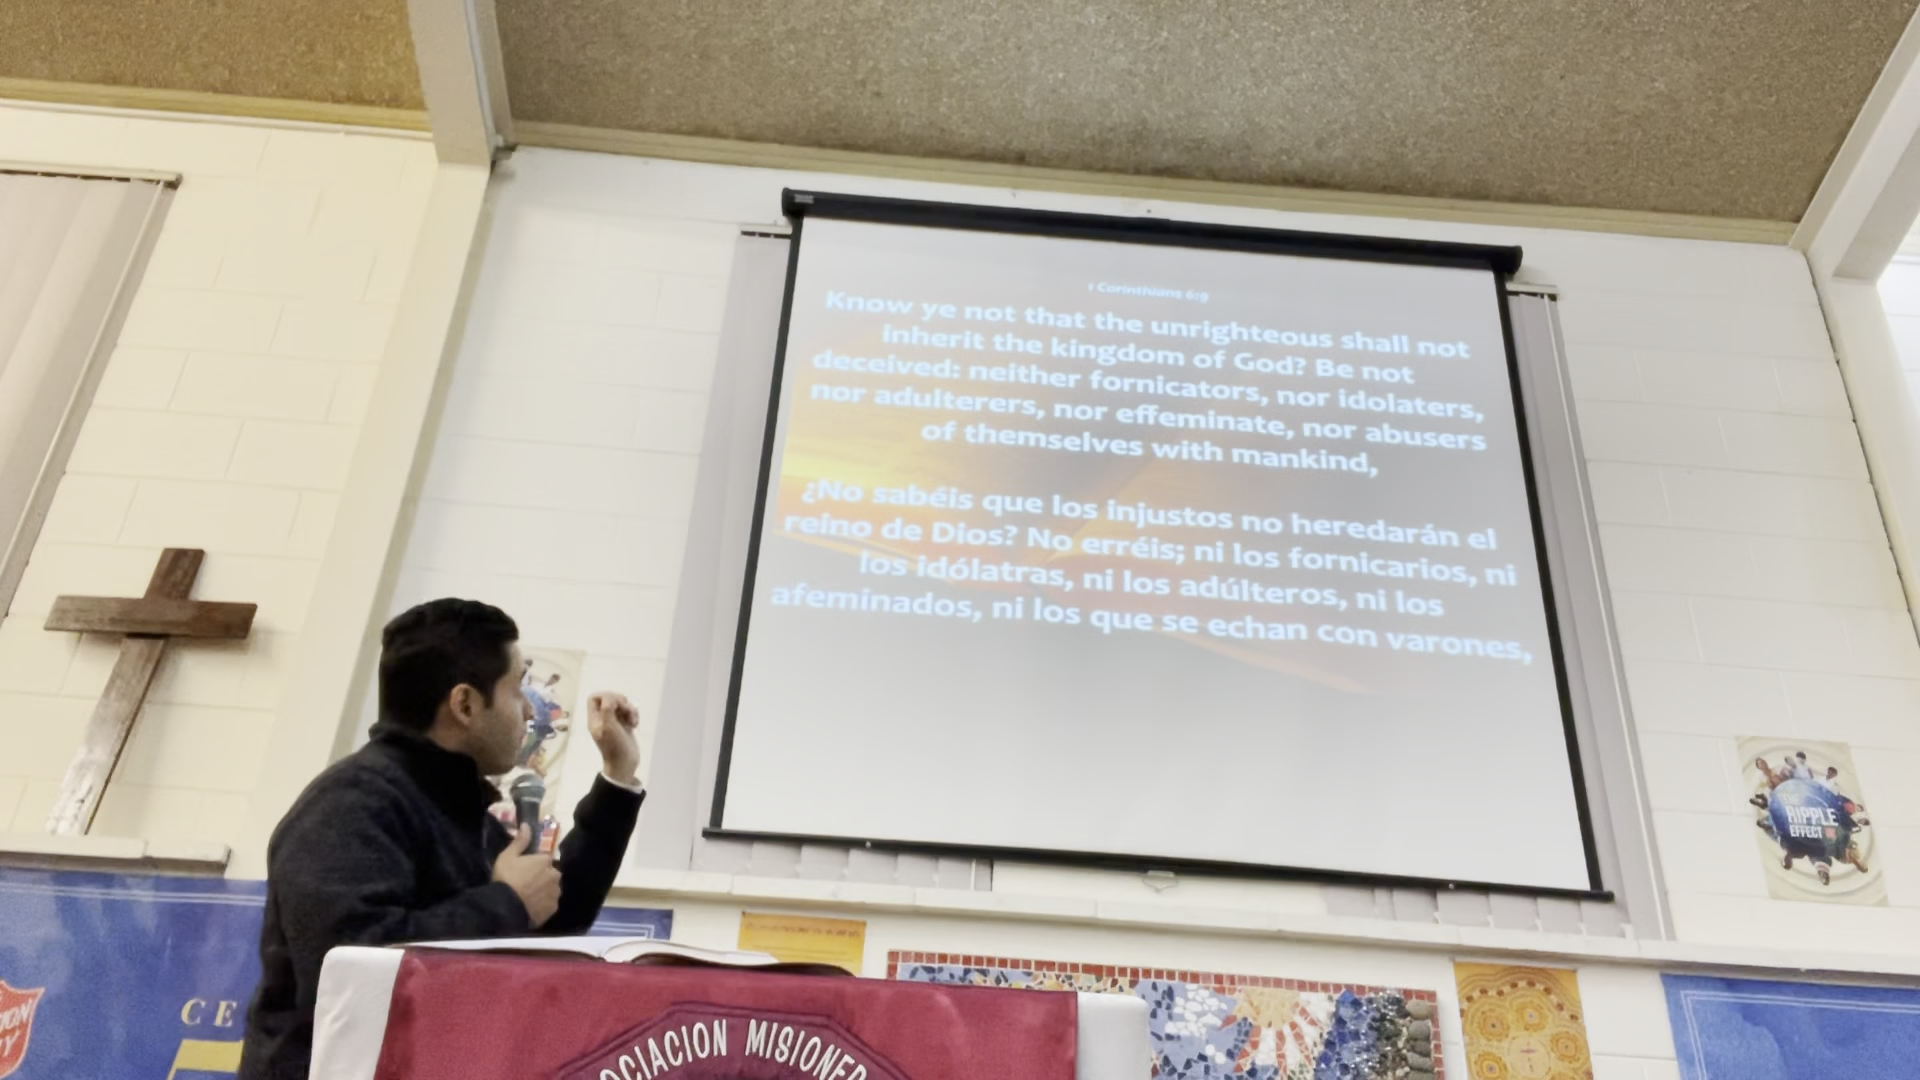 1 Corinthians 6:9
Know ye not that the unrighteous shall not
inherit the kingdom of God? Be not
deceived: neither fornicators, nor idolaters,
nor adulterers, nor effeminate, nor abusers
of themselves with mankind,
¿No sabéis que los injustos no heredarán el
reino de Dios? No erréis; ni los fornicarios, ni
los idólatras, ni los adúlteros, ni los
afeminados, ni los que se echan con varones,
THE
RIPPLE
EFFECT
CE
OCIACION MISIONER